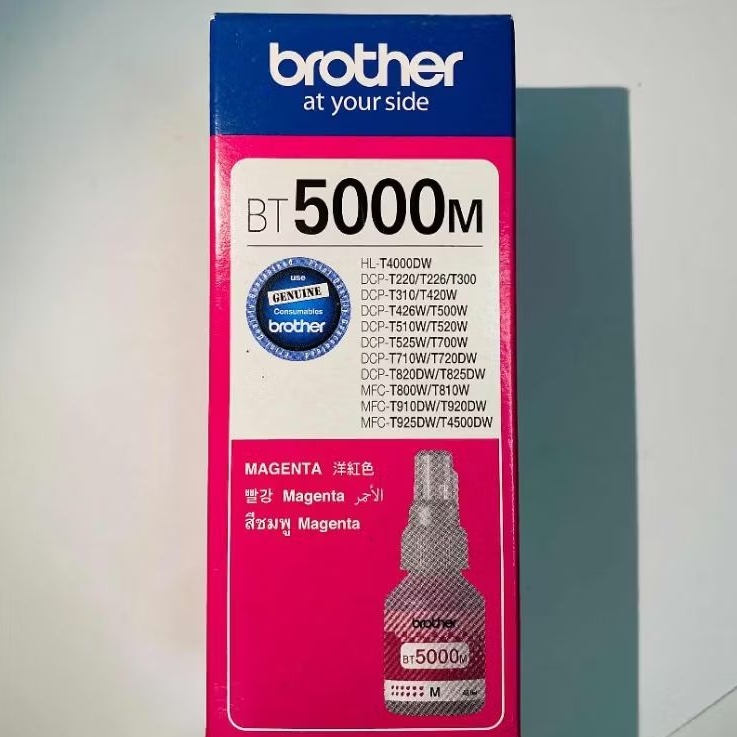 brother
at your side
BT5000M
HL-T4000DW
DCP-T220/T226/T300
DCP-T310/T420W
DCP-T426W/T500W
DCP-T510W/T520W
DCP-T525W/T700W
DCP-T710W/T720DW
DCP-T820DW/T825DW
MFC-T800W/T810W
MFC-T910DW/T920DW
MFC-T925DW/T4500DW
use
GENUINE
Consumables
brother
MAGENTA 洋紅色
빨강 Magenta الأحمر
สีชมพู Magenta
brother
BT5000M
M